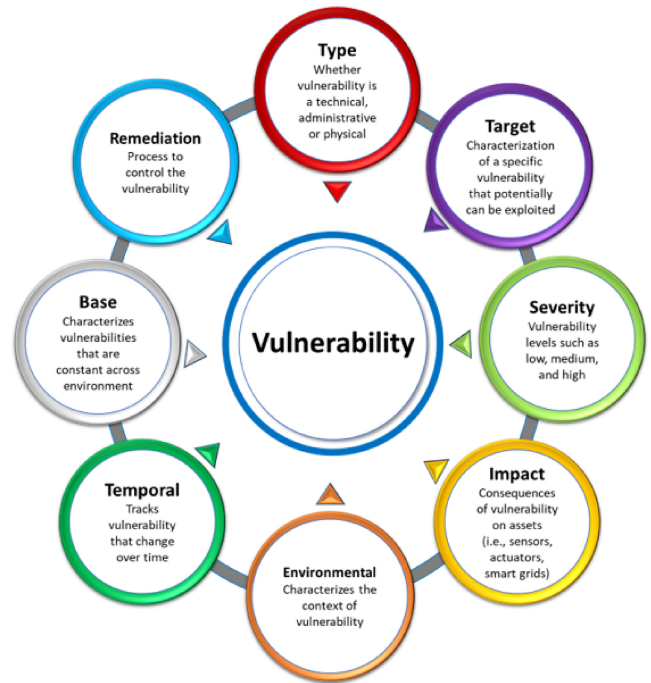 Type
Whether
vulnerability is
a technical,
administrative
or physical
Target
Characterization
of a specific
vulnerability
that potentially
can be exploited
Severity
Vulnerability
levels such as
low, medium,
and high
Impact
Consequences
of vulnerability
on assets
(i.e., sensors,
actuators,
smart grids)
Environmental
Characterizes the
context of
vulnerability
Temporal
Tracks
vulnerability
that change
over time
Base
Characterizes
vulnerabilities
that are
constant across
environment
Remediation
Process to
control the
vulnerability
Vulnerability